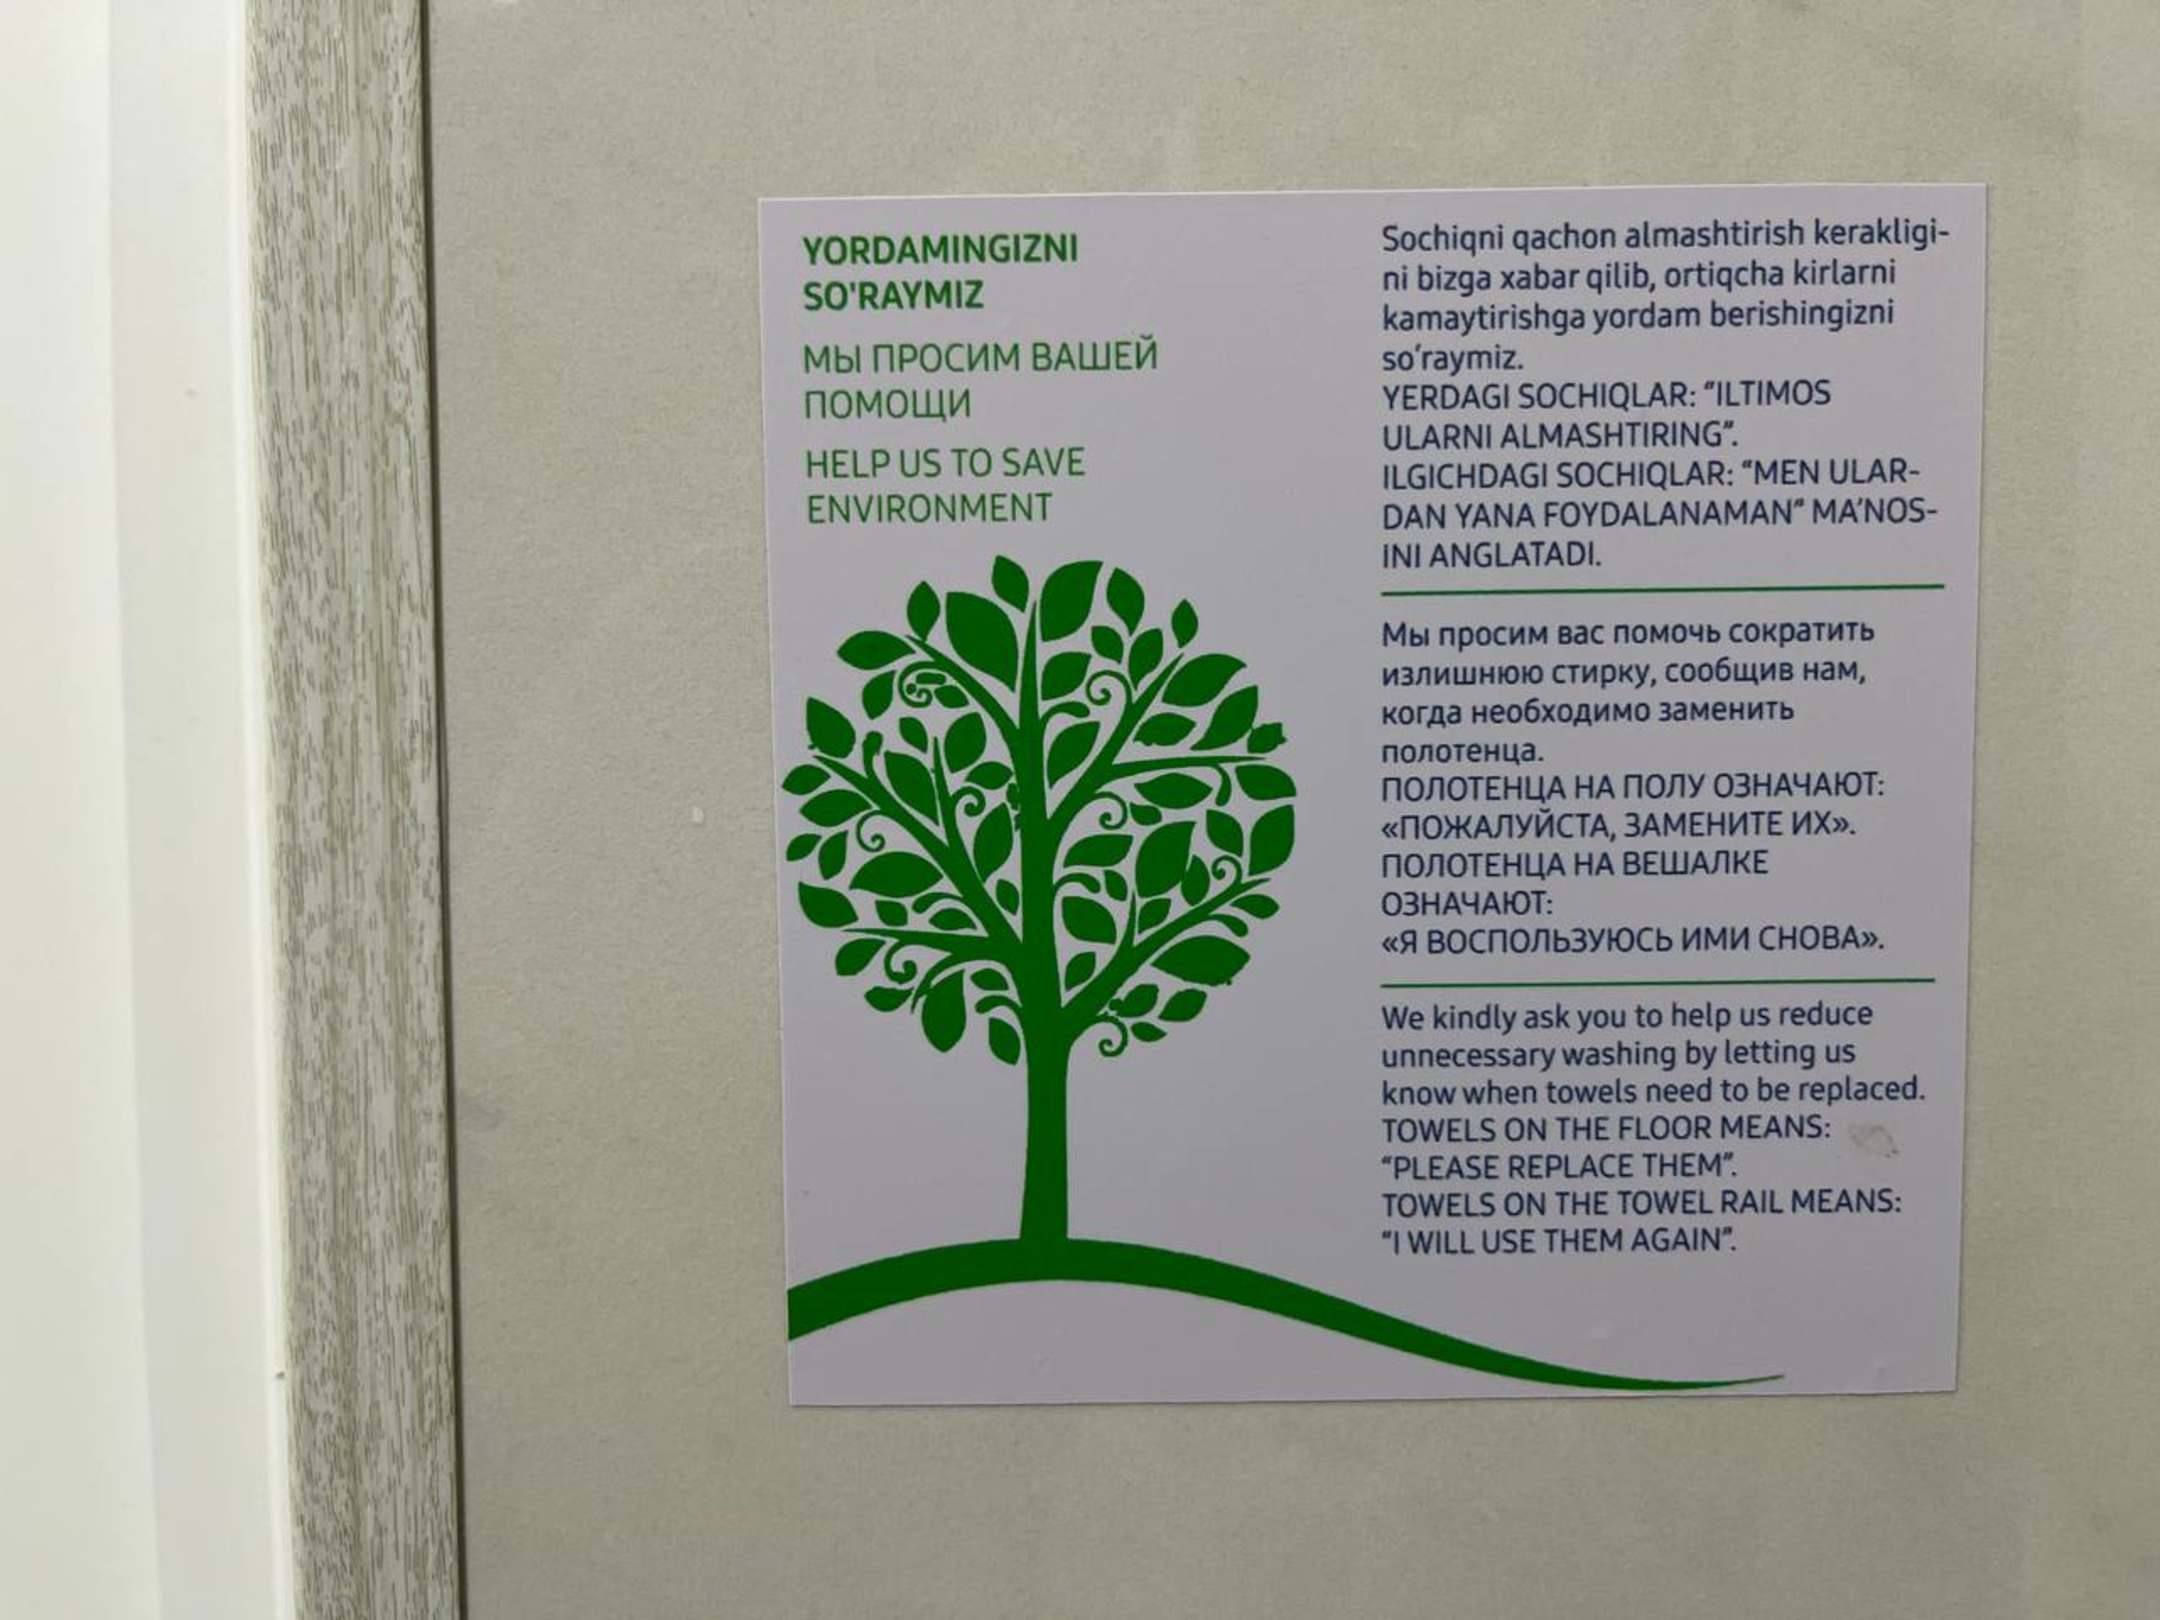 YORDAMINGIZNI
SO'RAYMIZ
МЫ ПРОСИМ ВАШЕЙ
ПОМОЩИ
HELP US TO SAVE
ENVIRONMENT
Sochiqni qachon almashtirish kerakligi-
ni bizga xabar qilib, ortiqcha kirlarni
kamaytirishga yordam berishingizni
so‘raymiz.
YERDAGI SOCHIQLAR: “ILTIMOS
ULARNI ALMASHTIRING”.
ILGICHDAGI SOCHIQLAR: “MEN ULAR-
DAN YANA FOYDALANAMAN” MA’NOS-
INI ANGLATADI.
Мы просим вас помочь сократить
излишнюю стирку, сообщив нам,
когда необходимо заменить
полотенца.
ПОЛОТЕНЦА НА ПОЛУ ОЗНАЧАЮТ:
«ПОЖАЛУЙСТА, ЗАМЕНИТЕ ИХ».
ПОЛОТЕНЦА НА ВЕШАЛКЕ
ОЗНАЧАЮТ:
«Я ВОСПОЛЬЗУЮСЬ ИМИ СНОВА».
We kindly ask you to help us reduce
unnecessary washing by letting us
know when towels need to be replaced.
TOWELS ON THE FLOOR MEANS:
“PLEASE REPLACE THEM”.
TOWELS ON THE TOWEL RAIL MEANS:
“I WILL USE THEM AGAIN”.